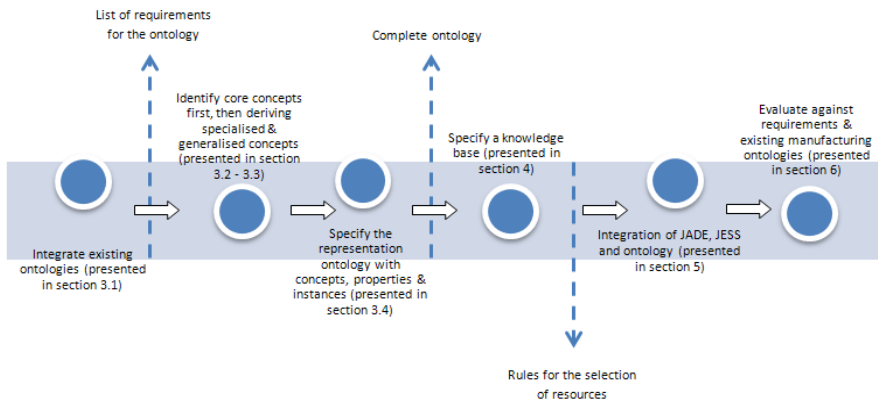 List of requirements
for the ontology
Complete ontology
Identify core concepts
first, then deriving
specialised &
generalised concepts
(presented in section
3.2 - 3.3)
Specify a knowledge
base (presented in
section 4)
Evaluate against
requirements &
existing manufacturing
ontologies (presented
in section 6)
Integrate existing
ontologies (presented
in section 3.1)
Specify the
representation
ontology with
concepts, properties &
instances (presented in
section 3.4)
Integration of JADE, JESS
and ontology (presented
in section 5)
Rules for the selection
of resources